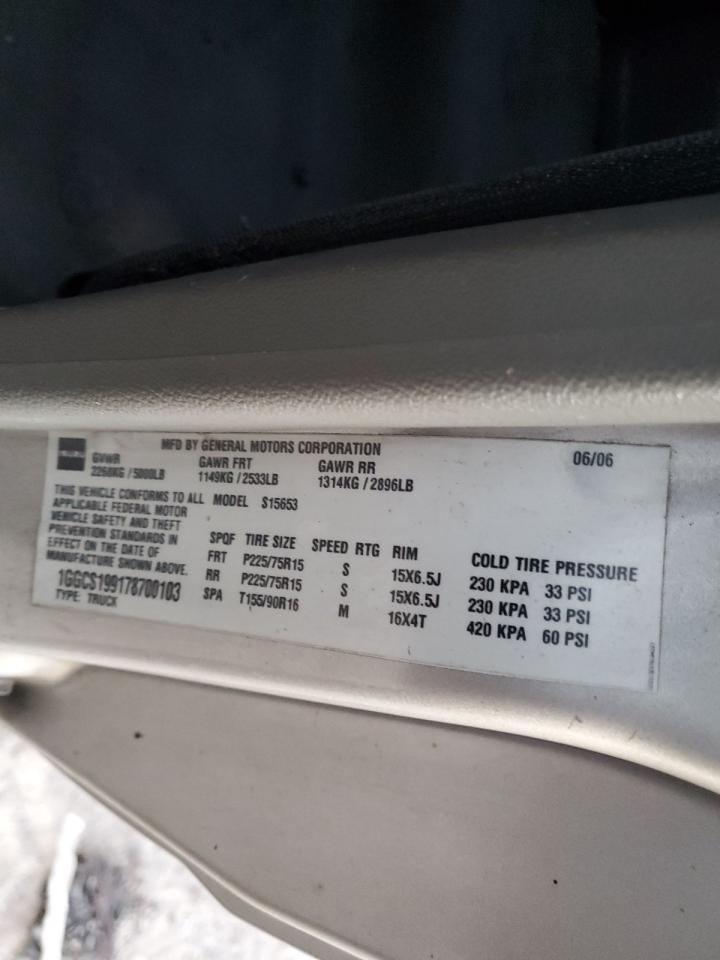 MFD BY GENERAL MOTORS CORPORATION 06/06
GVWR GAWR FRT GAWR RR
2268KG / 5000LB 1149KG / 2533LB 1314KG / 2896LB
THIS VEHICLE CONFORMS TO ALL MODEL S15653
APPLICABLE FEDERAL MOTOR
VEHICLE SAFETY AND THEFT
PREVENTION STANDARDS IN
EFFECT ON THE DATE OF
MANUFACTURE SHOWN ABOVE.
1GGCS199178700103
TYPE: TRUCK
SPQF TIRE SIZE SPEED RTG RIM COLD TIRE PRESSURE
FRT P225/75R15 S 15X6.5J 230 KPA 33 PSI
RR P225/75R15 S 15X6.5J 230 KPA 33 PSI
SPA T155/90R16 M 16X4T 420 KPA 60 PSI